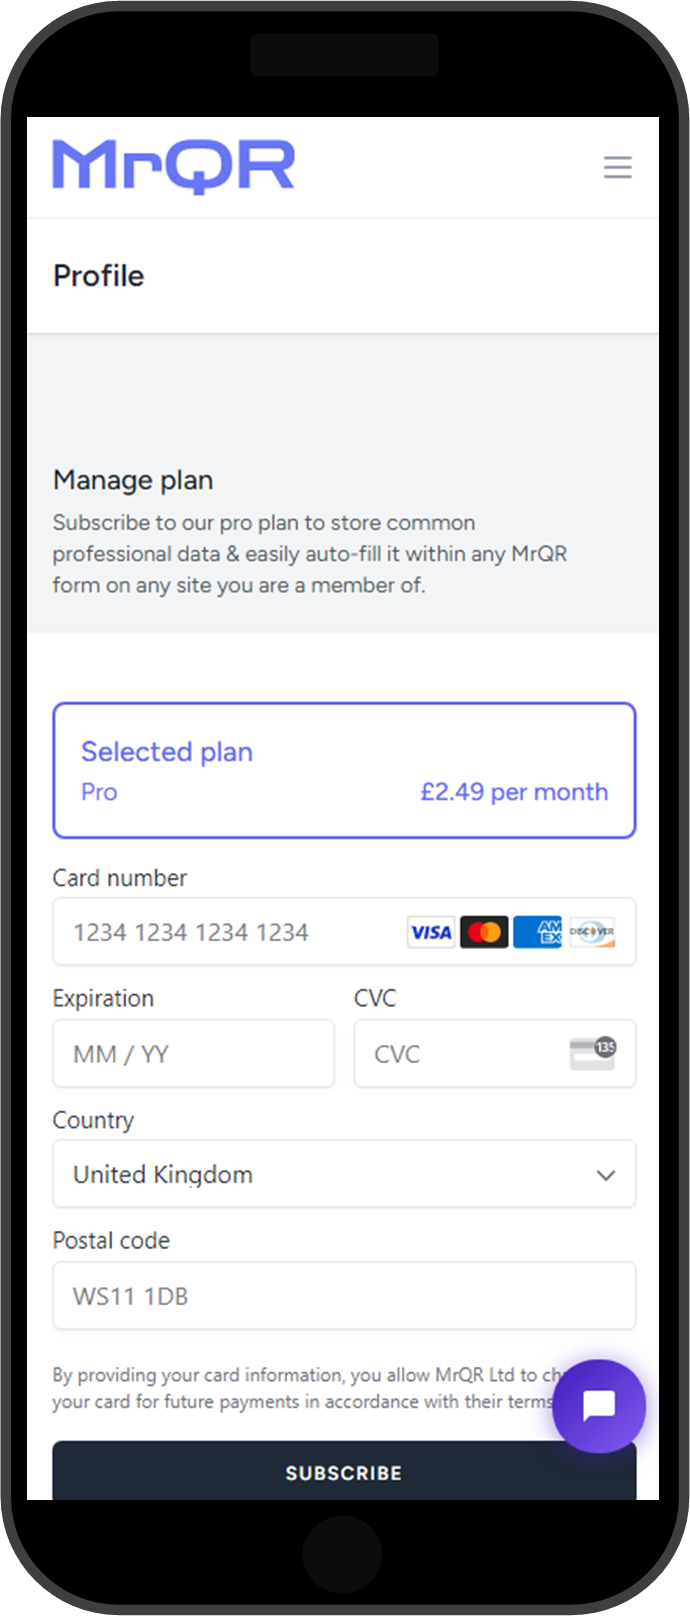 MrQR
Profile
Manage plan
Subscribe to our pro plan to store common
professional data & easily auto-fill it within any MrQR
form on any site you are a member of.
Selected plan
Pro £2.49 per month
Card number
1234 1234 1234 1234 VISA AM EX DISCOVER
Expiration CVC
MM / YY CVC 135
Country
United Kingdom
Postal code
WS11 1DB
By providing your card information, you allow MrQR Ltd to
your card for future payments in accordance with their terms
SUBSCRIBE